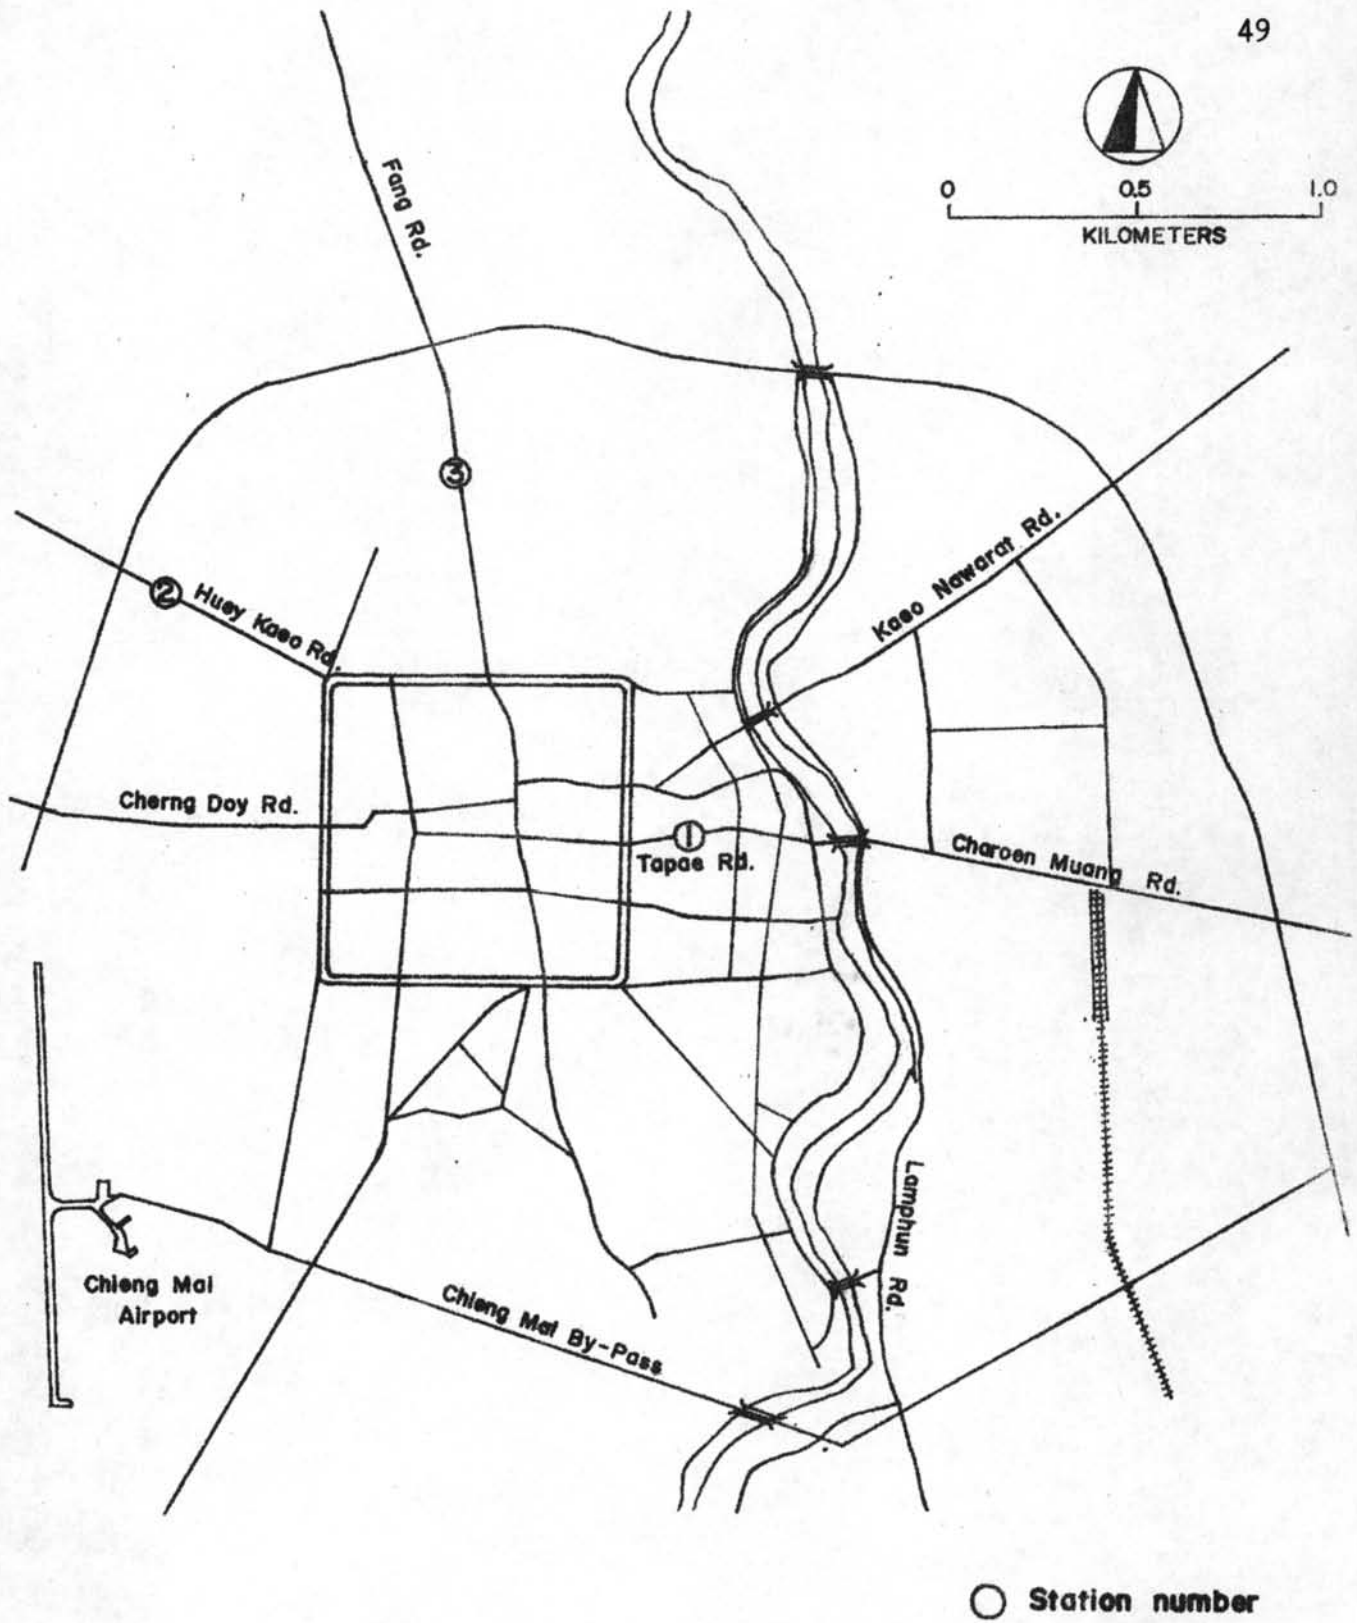 49
0 0.5 1.0
KILOMETERS
Fang Rd.
3
2
Huey Kaeo Rd.
Kaeo Nawarat Rd.
Cherng Doy Rd.
1
Tapae Rd.
Charoen Muang Rd.
Lamphun Rd.
Chieng Mai
Airport
Chieng Mai By-Pass
Station number